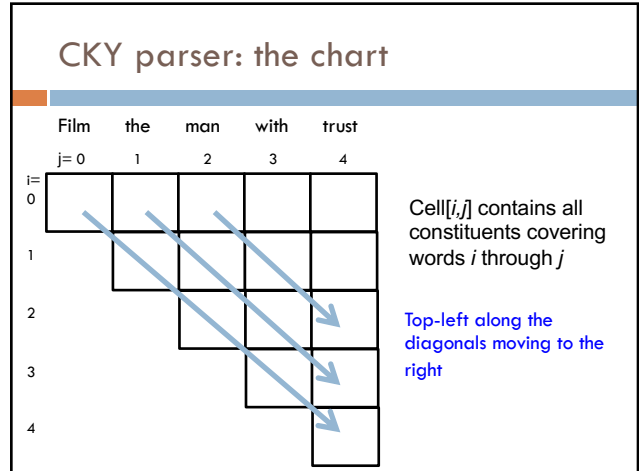 CKY parser: the chart
Film the man with trust
j= 0 1 2 3 4
i=
0
1
2
3
4
Cell[i,j] contains all
constituents covering
words i through j
Top-left along the
diagonals moving to the
right